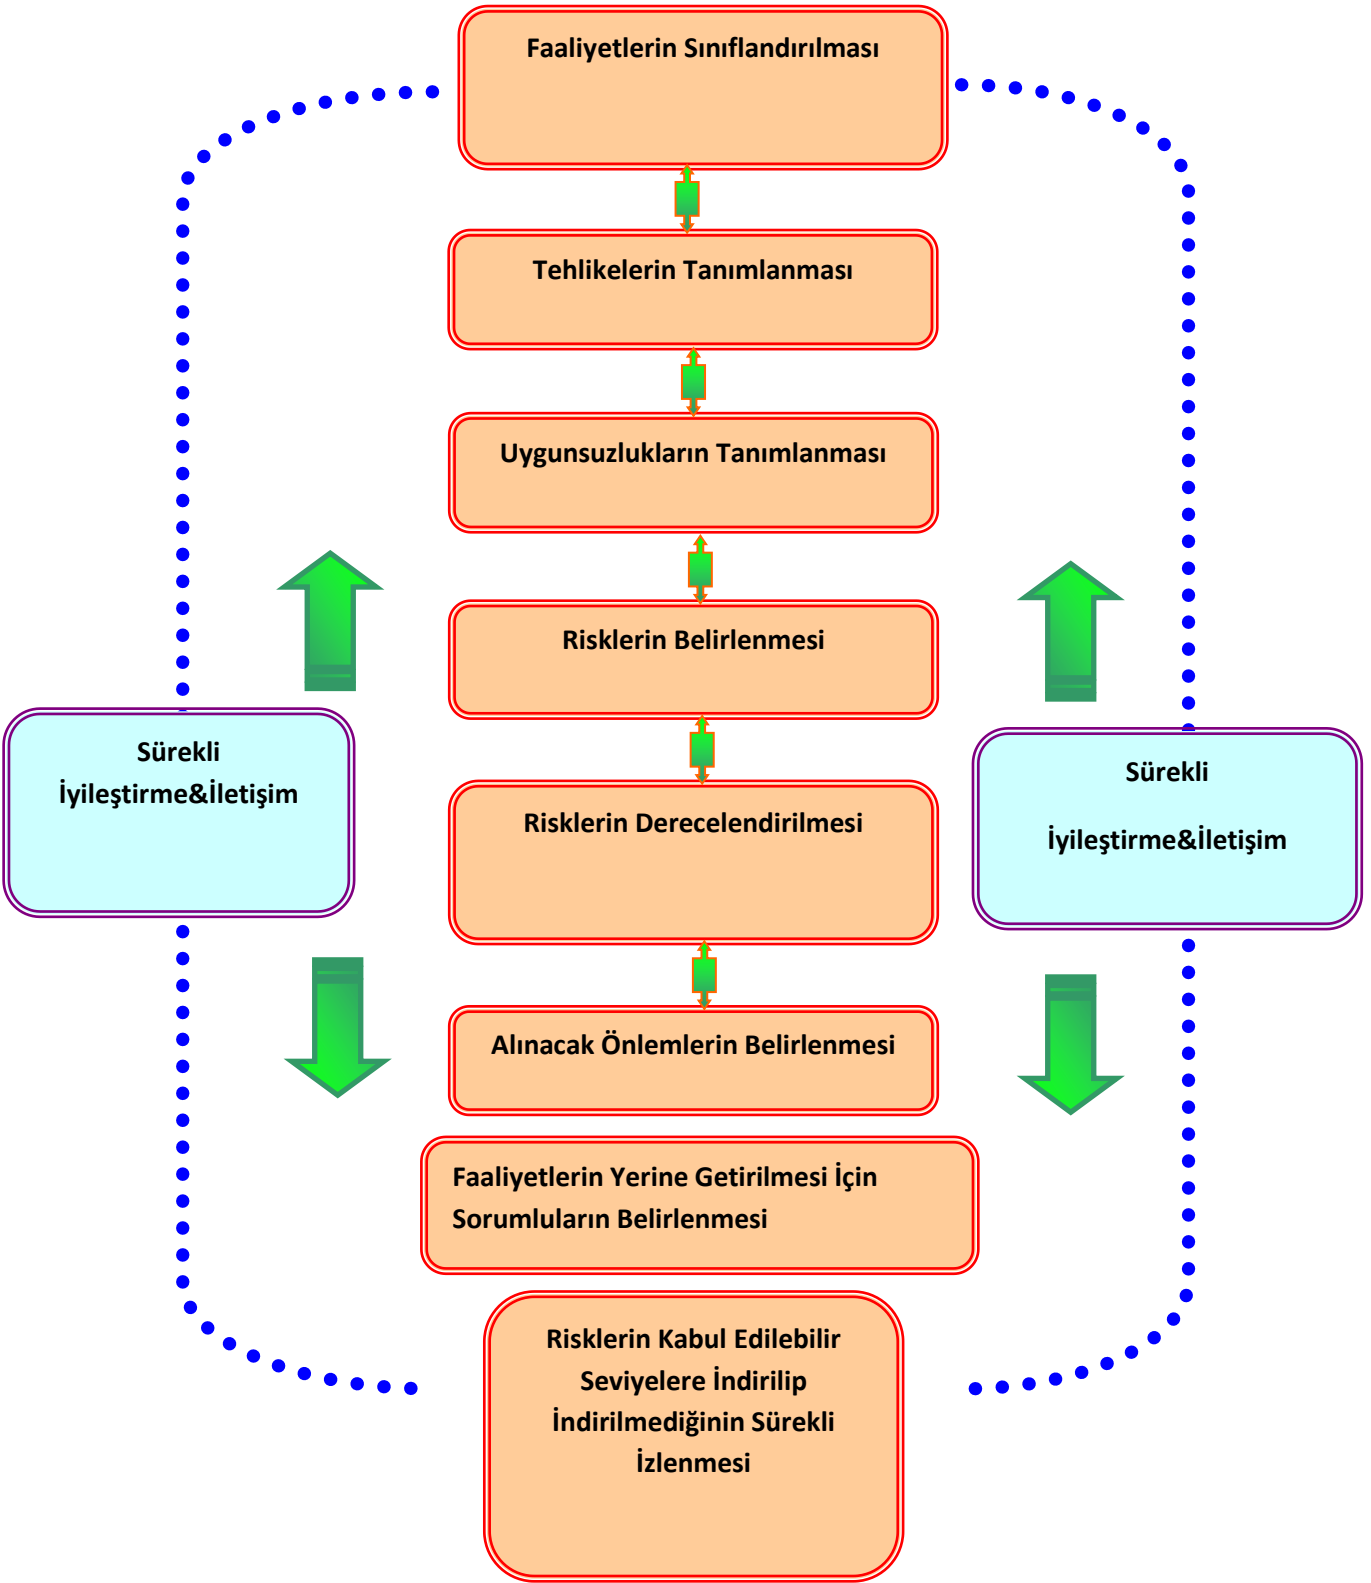 Faaliyetlerin Sınıflandırılması
Tehlikelerin Tanımlanması
Uygunsuzlukların Tanımlanması
Risklerin Belirlenmesi
Sürekli
İyileştirme&İletişim
Sürekli
İyileştirme&İletişim
Risklerin Derecelendirilmesi
Alınacak Önlemlerin Belirlenmesi
Faaliyetlerin Yerine Getirilmesi İçin
Sorumluların Belirlenmesi
Risklerin Kabul Edilebilir
Seviyelere İndirilip
İndirilmediğinin Sürekli
İzlenmesi